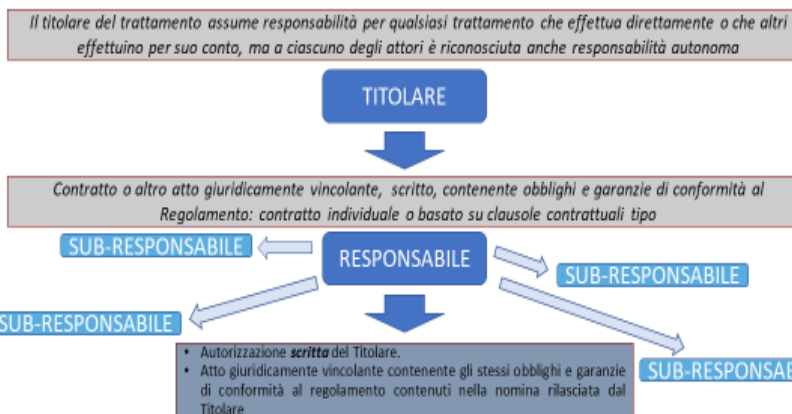 Il titolare del trattamento assume responsabilità per qualsiasi trattamento che effettua direttamente o che altri
effettuino per suo conto, ma a ciascuno degli attori è riconosciuta anche responsabilità autonoma
TITOLARE
Contratto o altro atto giuridicamente vincolante, scritto, contenente obblighi e garanzie di conformità al
Regolamento: contratto individuale o basato su clausole contrattuali tipo
SUB-RESPONSABILE
RESPONSABILE
SUB-RESPONSABILE
SUB-RESPONSABILE
• Autorizzazione scritta del Titolare.
• Atto giuridicamente vincolante contenente gli stessi obblighi e garanzie
di conformità al regolamento contenuti nella nomina rilasciata dal
Titolare
SUB-RESPONSAB